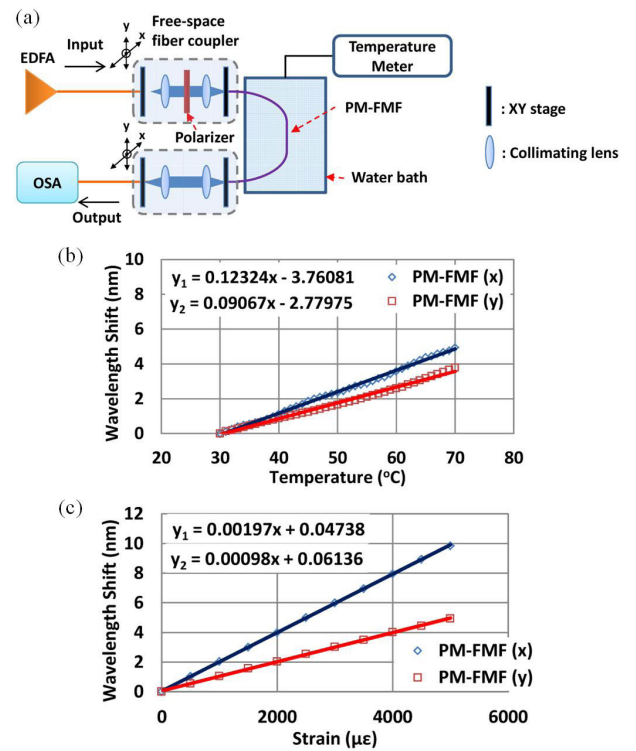 (a)
Free-space
fiber coupler
y
x
Input
EDFA
Polarizer
y
x
OSA
Output
Temperature
Meter
PM-FMF
Water bath
: XY stage
: Collimating lens
(b)
Wavelength Shift (nm)
10
8
6
4
2
0
y₁ = 0.12324x - 3.76081
y₂ = 0.09067x - 2.77975
PM-FMF (x)
PM-FMF (y)
20 30 40 50 60 70 80
Temperature (°C)
(c)
Wavelength Shift (nm)
12
10
8
6
4
2
0
y₁ = 0.00197x + 0.04738
y₂ = 0.00098x + 0.06136
PM-FMF (x)
PM-FMF (y)
0 2000 4000 6000
Strain (με)